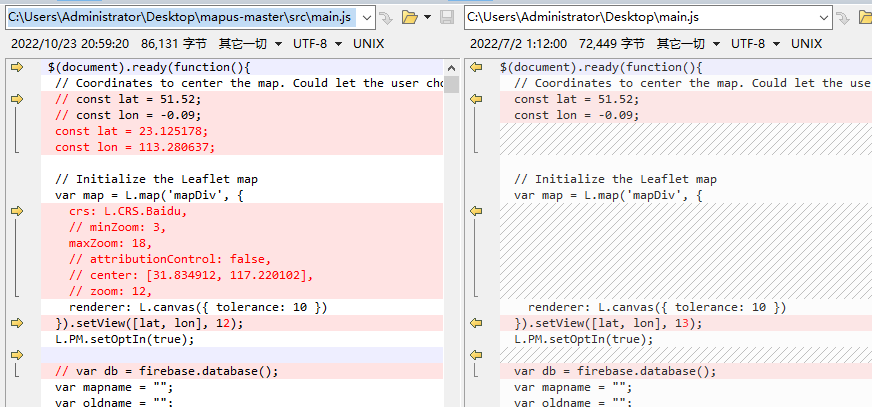 C:\Users\Administrator\Desktop\mapus-master\src\main.js
2022/10/23 20:59:20 86,131 字节 其它一切 UTF-8 UNIX
$(document).ready(function(){
// Coordinates to center the map. Could let the user cho
// const lat = 51.52;
// const lon = -0.09;
const lat = 23.125178;
const lon = 113.280637;
// Initialize the Leaflet map
var map = L.map('mapDiv', {
crs: L.CRS.Baidu,
// minZoom: 3,
maxZoom: 18,
// attributionControl: false,
// center: [31.834912, 117.220102],
// zoom: 12,
renderer: L.canvas({ tolerance: 10 })
}).setView([lat, lon], 12);
L.PM.setOptIn(true);
// var db = firebase.database();
var mapname = "";
var oldname = "";
C:\Users\Administrator\Desktop\main.js
2022/7/2 1:12:00 72,449 字节 其它一切 UTF-8 UNIX
$(document).ready(function(){
// Coordinates to center the map. Could let the use
const lat = 51.52;
const lon = -0.09;
// Initialize the Leaflet map
var map = L.map('mapDiv', {
renderer: L.canvas({ tolerance: 10 })
}).setView([lat, lon], 13);
L.PM.setOptIn(true);
var db = firebase.database();
var mapname = "";
var oldname = "";